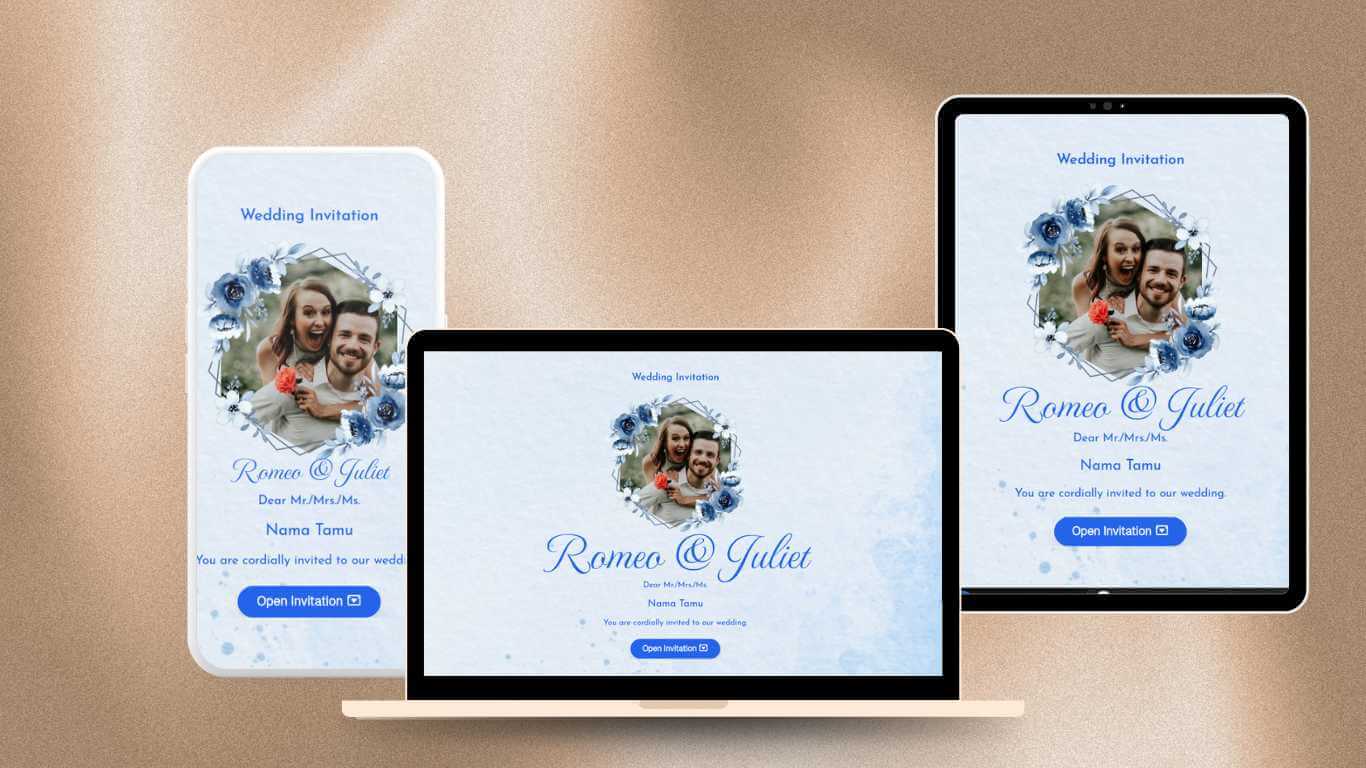 Wedding Invitation
Romeo & Juliet
Dear Mr./Mrs./Ms.
Nama Tamu
You are cordially invited to our weddi
Open Invitation
Wedding Invitation
Romeo & Juliet
Dear Mr./Mrs./Ms.
Nama Tamu
You are cordially invited to our wedding.
Open Invitation
Wedding Invitation
Romeo & Juliet
Dear Mr./Mrs./Ms.
Nama Tamu
You are cordially invited to our wedding.
Open Invitation